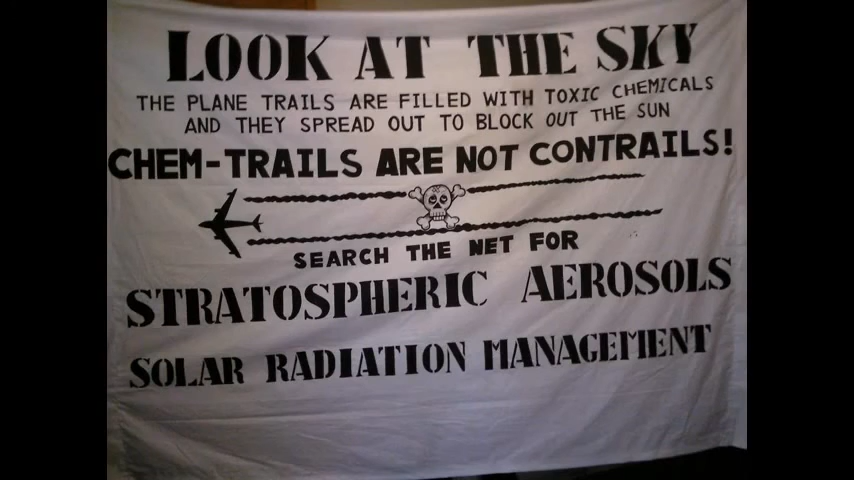 LOOK AT THE SKY
THE PLANE TRAILS ARE FILLED WITH TOXIC CHEMICALS
AND THEY SPREAD OUT TO BLOCK OUT THE SUN
CHEM-TRAILS ARE NOT CONTRAILS!
SEARCH THE NET FOR
STRATOSPHERIC AEROSOLS
SOLAR RADIATION MANAGEMENT